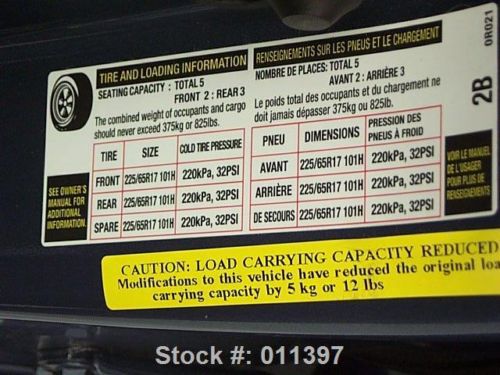 TIRE AND LOADING INFORMATION
SEATING CAPACITY : TOTAL 5
FRONT 2 : REAR 3
The combined weight of occupants and cargo
should never exceed 375kg or 825lbs.
TIRE SIZE COLD TIRE PRESSURE
FRONT 225/65R17 101H 220kPa, 32PSI
REAR 225/65R17 101H 220kPa, 32PSI
SPARE 225/65R17 101H 220kPa, 32PSI
SEE OWNER'S
MANUAL FOR
ADDITIONAL
INFORMATION.
RENSEIGNEMENTS SUR LES PNEUS ET LE CHARGEMENT
NOMBRE DE PLACES: TOTAL 5
AVANT 2 : ARRIÈRE 3
Le poids total des occupants et du chargement ne
doit jamais dépasser 375kg ou 825lb.
PNEU DIMENSIONS PRESSION DES
PNEUS À FROID
AVANT 225/65R17 101H 220kPa, 32PSI
ARRIÈRE 225/65R17 101H 220kPa, 32PSI
DE SECOURS 225/65R17 101H 220kPa, 32PSI
VOIR LE MANUEL
DE L'USAGER
POUR PLUS DE
RENSEIGNEMENTS
0R021
2B
CAUTION: LOAD CARRYING CAPACITY REDUCED
Modifications to this vehicle have reduced the original loa
carrying capacity by 5 kg or 12 lbs
Stock #: 011397